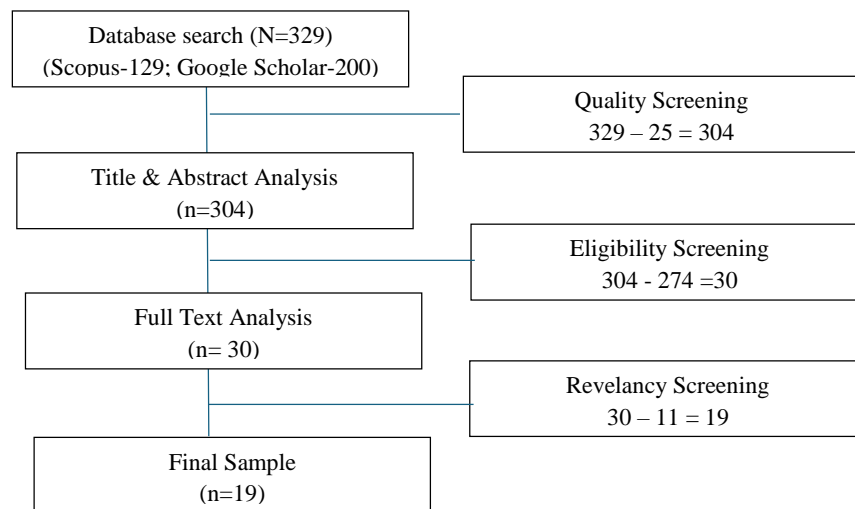 Database search (N=329)
(Scopus-129; Google Scholar-200)
Quality Screening
329 – 25 = 304
Title & Abstract Analysis
(n=304)
Eligibility Screening
304 - 274 =30
Full Text Analysis
(n= 30)
Revelancy Screening
30 – 11 = 19
Final Sample
(n=19)